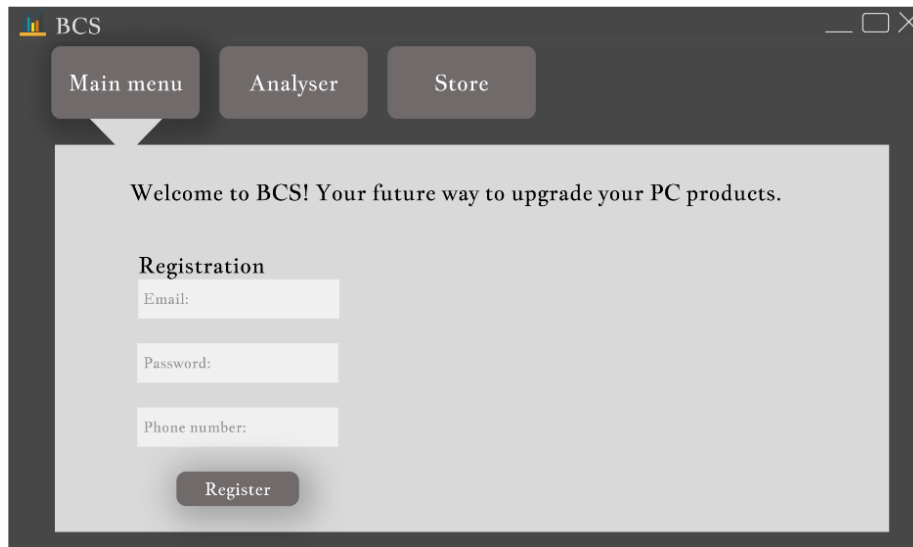 BCS
Main menu
Analyser
Store
Welcome to BCS! Your future way to upgrade your PC products.
Registration
Email:
Password:
Phone number:
Register